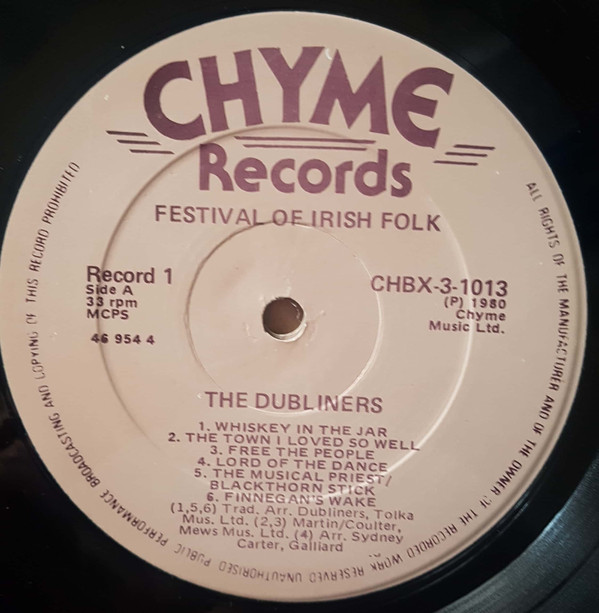 CHYME
Records
FESTIVAL OF IRISH FOLK
Record 1
Side A
33 rpm
MCPS
46 954 4
CHBX-3-1013
(P) 1980
Chyme
Music Ltd.
THE DUBLINERS
1. WHISKEY IN THE JAR
2. THE TOWN I LOVED SO WELL
3. FREE THE PEOPLE
4. LORD OF THE DANCE
5. THE MUSICAL PRIEST/
BLACKTHORN STICK
6. FINNEGAN'S WAKE
(1,5,6) Trad. Arr. Dubliners, Tolka
Mus. Ltd. (2,3) Martin/Coulter,
Mews Mus. Ltd. (4) Arr. Sydney
Carter, Galliard
ALL RIGHTS OF THE MANUFACTURER AND OF THE OWNER OF THE RECORDED WORK RESERVED UNAUTHORISED PUBLIC PERFORMANCE BROADCASTING AND COPYING OF THIS RECORD PROHIBITED